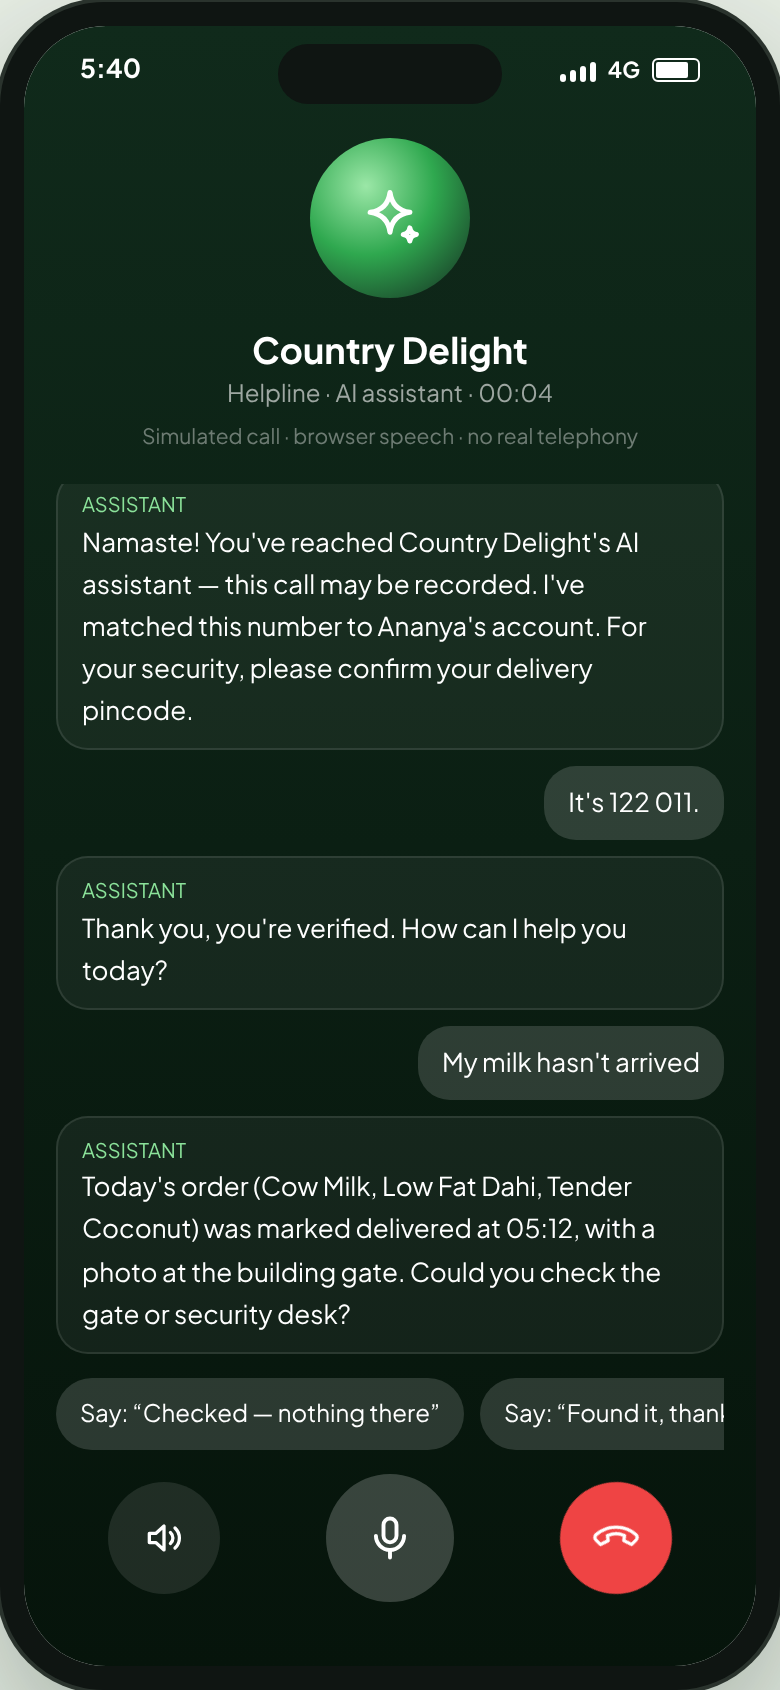 5:40
4G
Country Delight
Helpline · AI assistant · 00:04
Simulated call · browser speech · no real telephony
ASSISTANT
Namaste! You've reached Country Delight's AI
assistant — this call may be recorded. I've
matched this number to Ananya's account. For
your security, please confirm your delivery
pincode.
It's 122 011.
ASSISTANT
Thank you, you're verified. How can I help you
today?
My milk hasn't arrived
ASSISTANT
Today's order (Cow Milk, Low Fat Dahi, Tender
Coconut) was marked delivered at 05:12, with a
photo at the building gate. Could you check the
gate or security desk?
Say: “Checked — nothing there”
Say: “Found it, thank